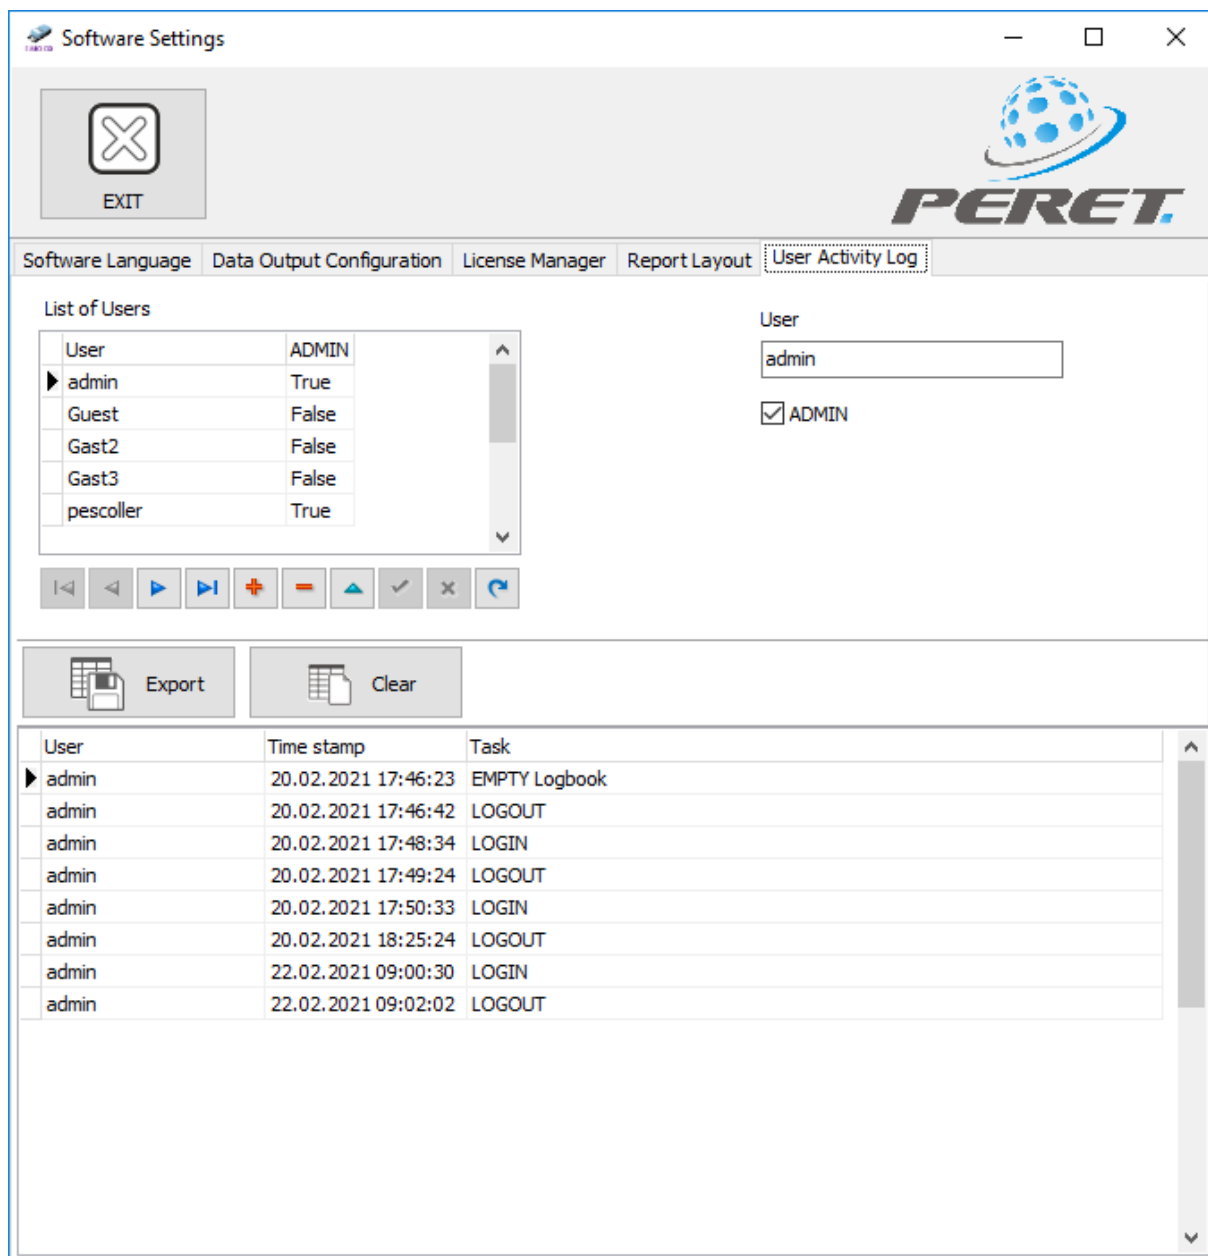 Software Settings
EXIT
PERET.
Software Language Data Output Configuration License Manager Report Layout User Activity Log
List of Users
User ADMIN
admin True
Guest False
Gast2 False
Gast3 False
pescoller True
User
admin
ADMIN
Export Clear
User Time stamp Task
admin 20.02.2021 17:46:23 EMPTY Logbook
admin 20.02.2021 17:46:42 LOGOUT
admin 20.02.2021 17:48:34 LOGIN
admin 20.02.2021 17:49:24 LOGOUT
admin 20.02.2021 17:50:33 LOGIN
admin 20.02.2021 18:25:24 LOGOUT
admin 22.02.2021 09:00:30 LOGIN
admin 22.02.2021 09:02:02 LOGOUT